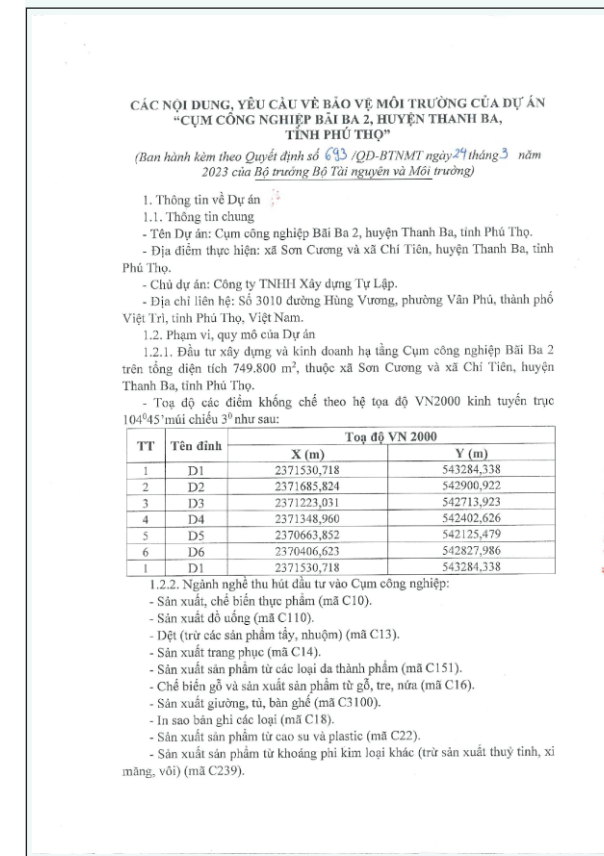 CÁC NỘI DUNG, YÊU CẦU VỀ BẢO VỆ MÔI TRƯỜNG CỦA DỰ ÁN
“CỤM CÔNG NGHIỆP BÃI BA 2, HUYỆN THANH BA,
TỈNH PHÚ THỌ”
(Ban hành kèm theo Quyết định số 693 /QĐ-BTNMT ngày 29 tháng 3 năm
2023 của Bộ trưởng Bộ Tài nguyên và Môi trường)
1. Thông tin về Dự án
1.1. Thông tin chung
- Tên Dự án: Cụm công nghiệp Bãi Ba 2, huyện Thanh Ba, tỉnh Phú Thọ.
- Địa điểm thực hiện: xã Sơn Cương và xã Chí Tiên, huyện Thanh Ba, tỉnh
Phú Thọ.
- Chủ dự án: Công ty TNHH Xây dựng Tự Lập.
- Địa chỉ liên hệ: Số 3010 đường Hùng Vương, phường Vân Phú, thành phố
Việt Trì, tỉnh Phú Thọ, Việt Nam.
1.2. Phạm vi, quy mô của Dự án
1.2.1. Đầu tư xây dựng và kinh doanh hạ tầng Cụm công nghiệp Bãi Ba 2
trên tổng diện tích 749.800 m², thuộc xã Sơn Cương và xã Chí Tiên, huyện
Thanh Ba, tỉnh Phú Thọ.
- Toạ độ các điểm khống chế theo hệ tọa độ VN2000 kinh tuyến trục
104⁰45’múi chiếu 3⁰ như sau:
TT Tên đỉnh Toạ độ VN 2000
X (m) Y (m)
1 D1 2371530,718 543284,338
2 D2 2371685,824 542900,922
3 D3 2371223,031 542713,923
4 D4 2371348,960 542402,626
5 D5 2370663,852 542125,479
6 D6 2370406,623 542827,986
1 D1 2371530,718 543284,338
1.2.2. Ngành nghề thu hút đầu tư vào Cụm công nghiệp:
- Sản xuất, chế biến thực phẩm (mã C10).
- Sản xuất đồ uống (mã C110).
- Dệt (trừ các sản phẩm tẩy, nhuộm) (mã C13).
- Sản xuất trang phục (mã C14).
- Sản xuất sản phẩm từ các loại da thành phẩm (mã C151).
- Chế biến gỗ và sản xuất sản phẩm từ gỗ, tre, nứa (mã C16).
- Sản xuất giường, tủ, bàn ghế (mã C3100).
- In sao bản ghi các loại (mã C18).
- Sản xuất sản phẩm từ cao su và plastic (mã C22).
- Sản xuất sản phẩm từ khoáng phi kim loại khác (trừ sản xuất thuỷ tinh, xi
măng, vôi) (mã C239).